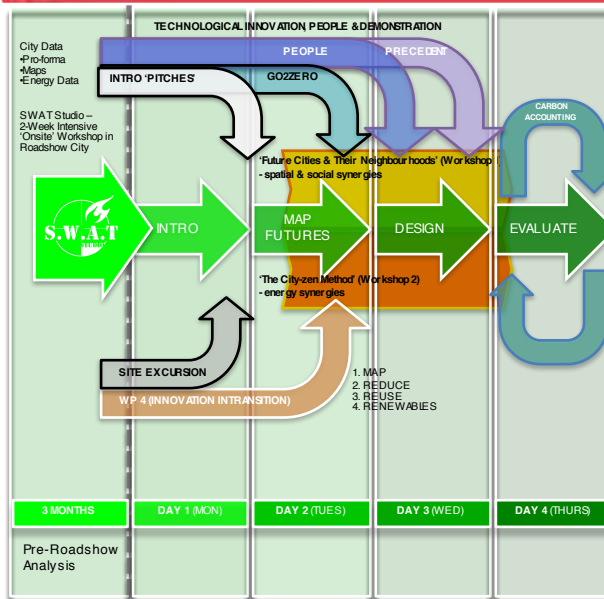 TECHNOLOGICAL INNOVATION, PEOPLE & DEMONSTRATION
City Data
•Pro-forma
•Maps
•Energy Data
SWAT Studio –
2-Week Intensive
'Onsite' Workshop in
Roadshow City
PEOPLE
PRECEDENT
INTRO 'PITCHES'
GO2ZERO
CARBON
ACCOUNTING
'Future Cities & Their Neighbourhoods' (Workshop
- spatial & social synergies
S.W.A.T
STUDIO
INTRO
MAP
FUTURES
DESIGN
EVALUATE
'The City-zen Method' (Workshop 2)
- energy synergies
SITE EXCURSION
WP 4 (INNOVATION IN TRANSITION)
1. MAP
2. REDUCE
3. REUSE
4. RENEWABLES
3 MONTHS
DAY 1 (MON)
DAY 2 (TUES)
DAY 3 (WED)
DAY 4 (THURS)
Pre-Roadshow
Analysis